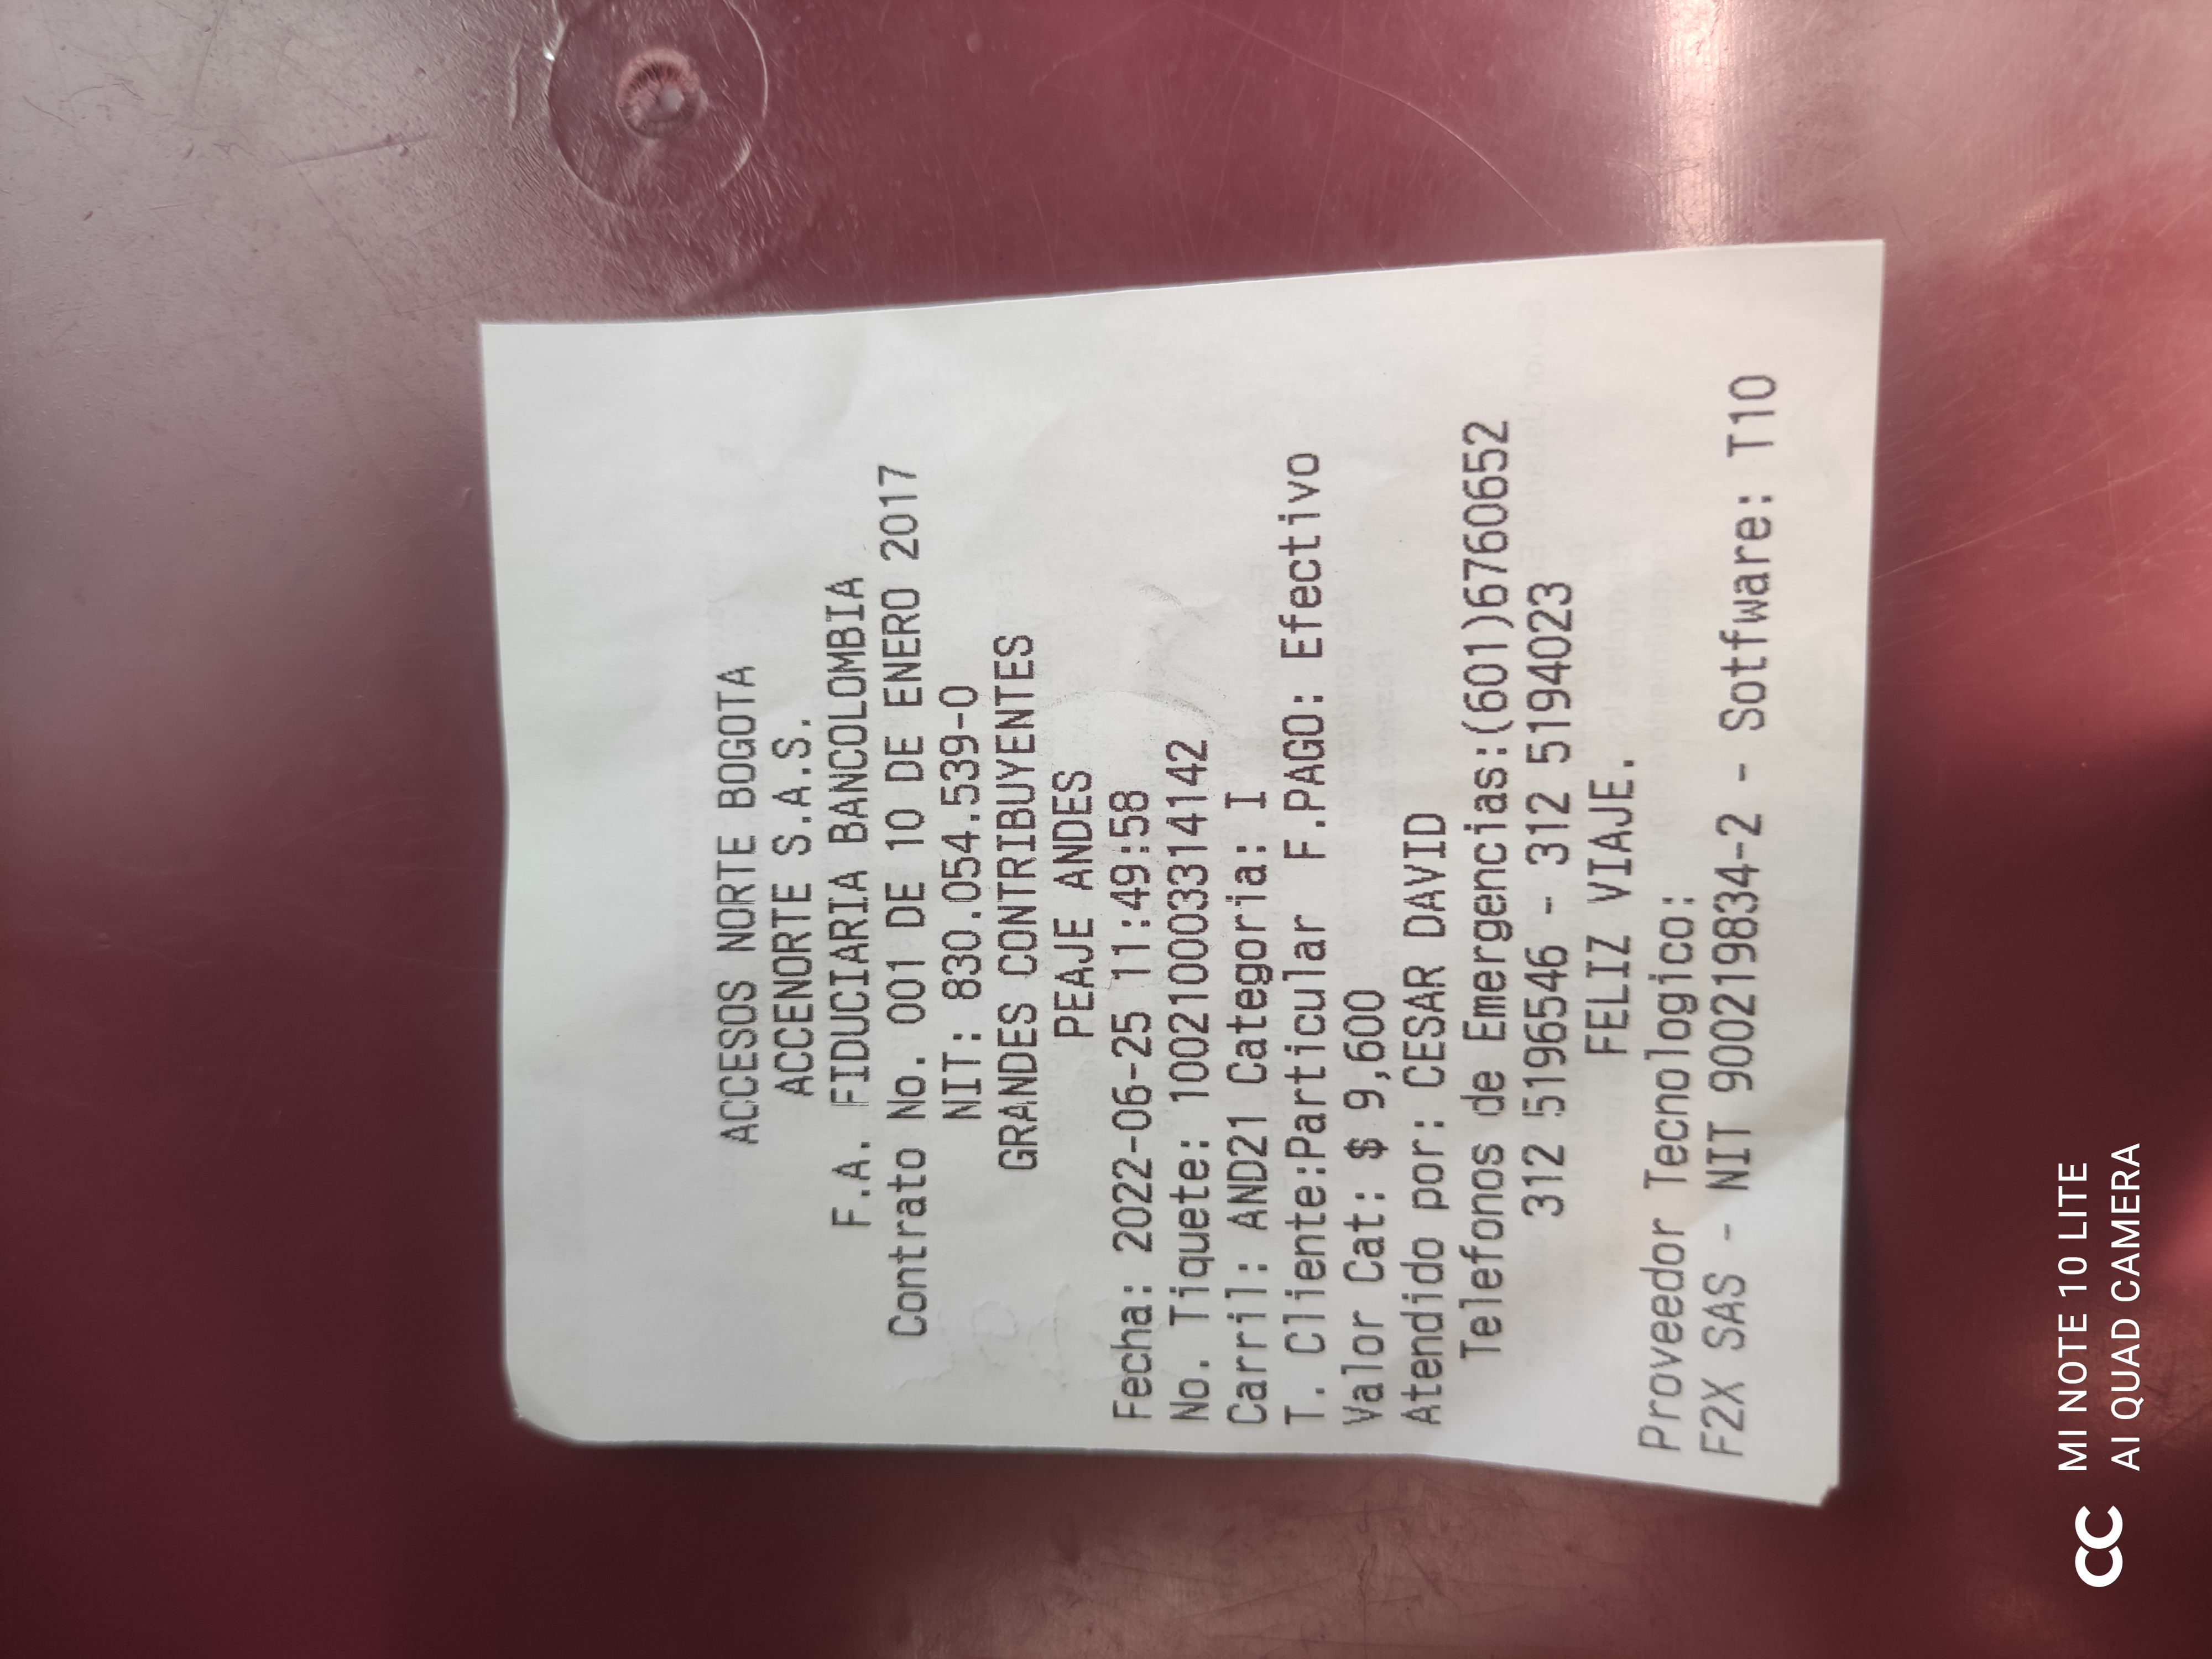 ACCESOS NORTE BOGOTA
ACCENORTE S.A.S.
F.A. FIDUCIARIA BANCOLOMBIA
Contrato No. 001 DE 10 DE ENERO 2017
NIT: 830.054.539-0
GRANDES CONTRIBUYENTES
PEAJE ANDES
Fecha: 2022-06-25 11:49:58
No. Tiquete: 100210003314142
Carril: AND21 Categoria: I
T. Cliente:Particular F.PAGO: Efectivo
Valor Cat: $ 9,600
Atendido por: CESAR DAVID
Telefonos de Emergencias:(601)6760652
312 5196546 - 312 5194023
FELIZ VIAJE.
Proveedor Tecnologico:
F2X SAS - NIT 900219834-2 - Sotfware: T10
MI NOTE 10 LITE
AI QUAD CAMERA